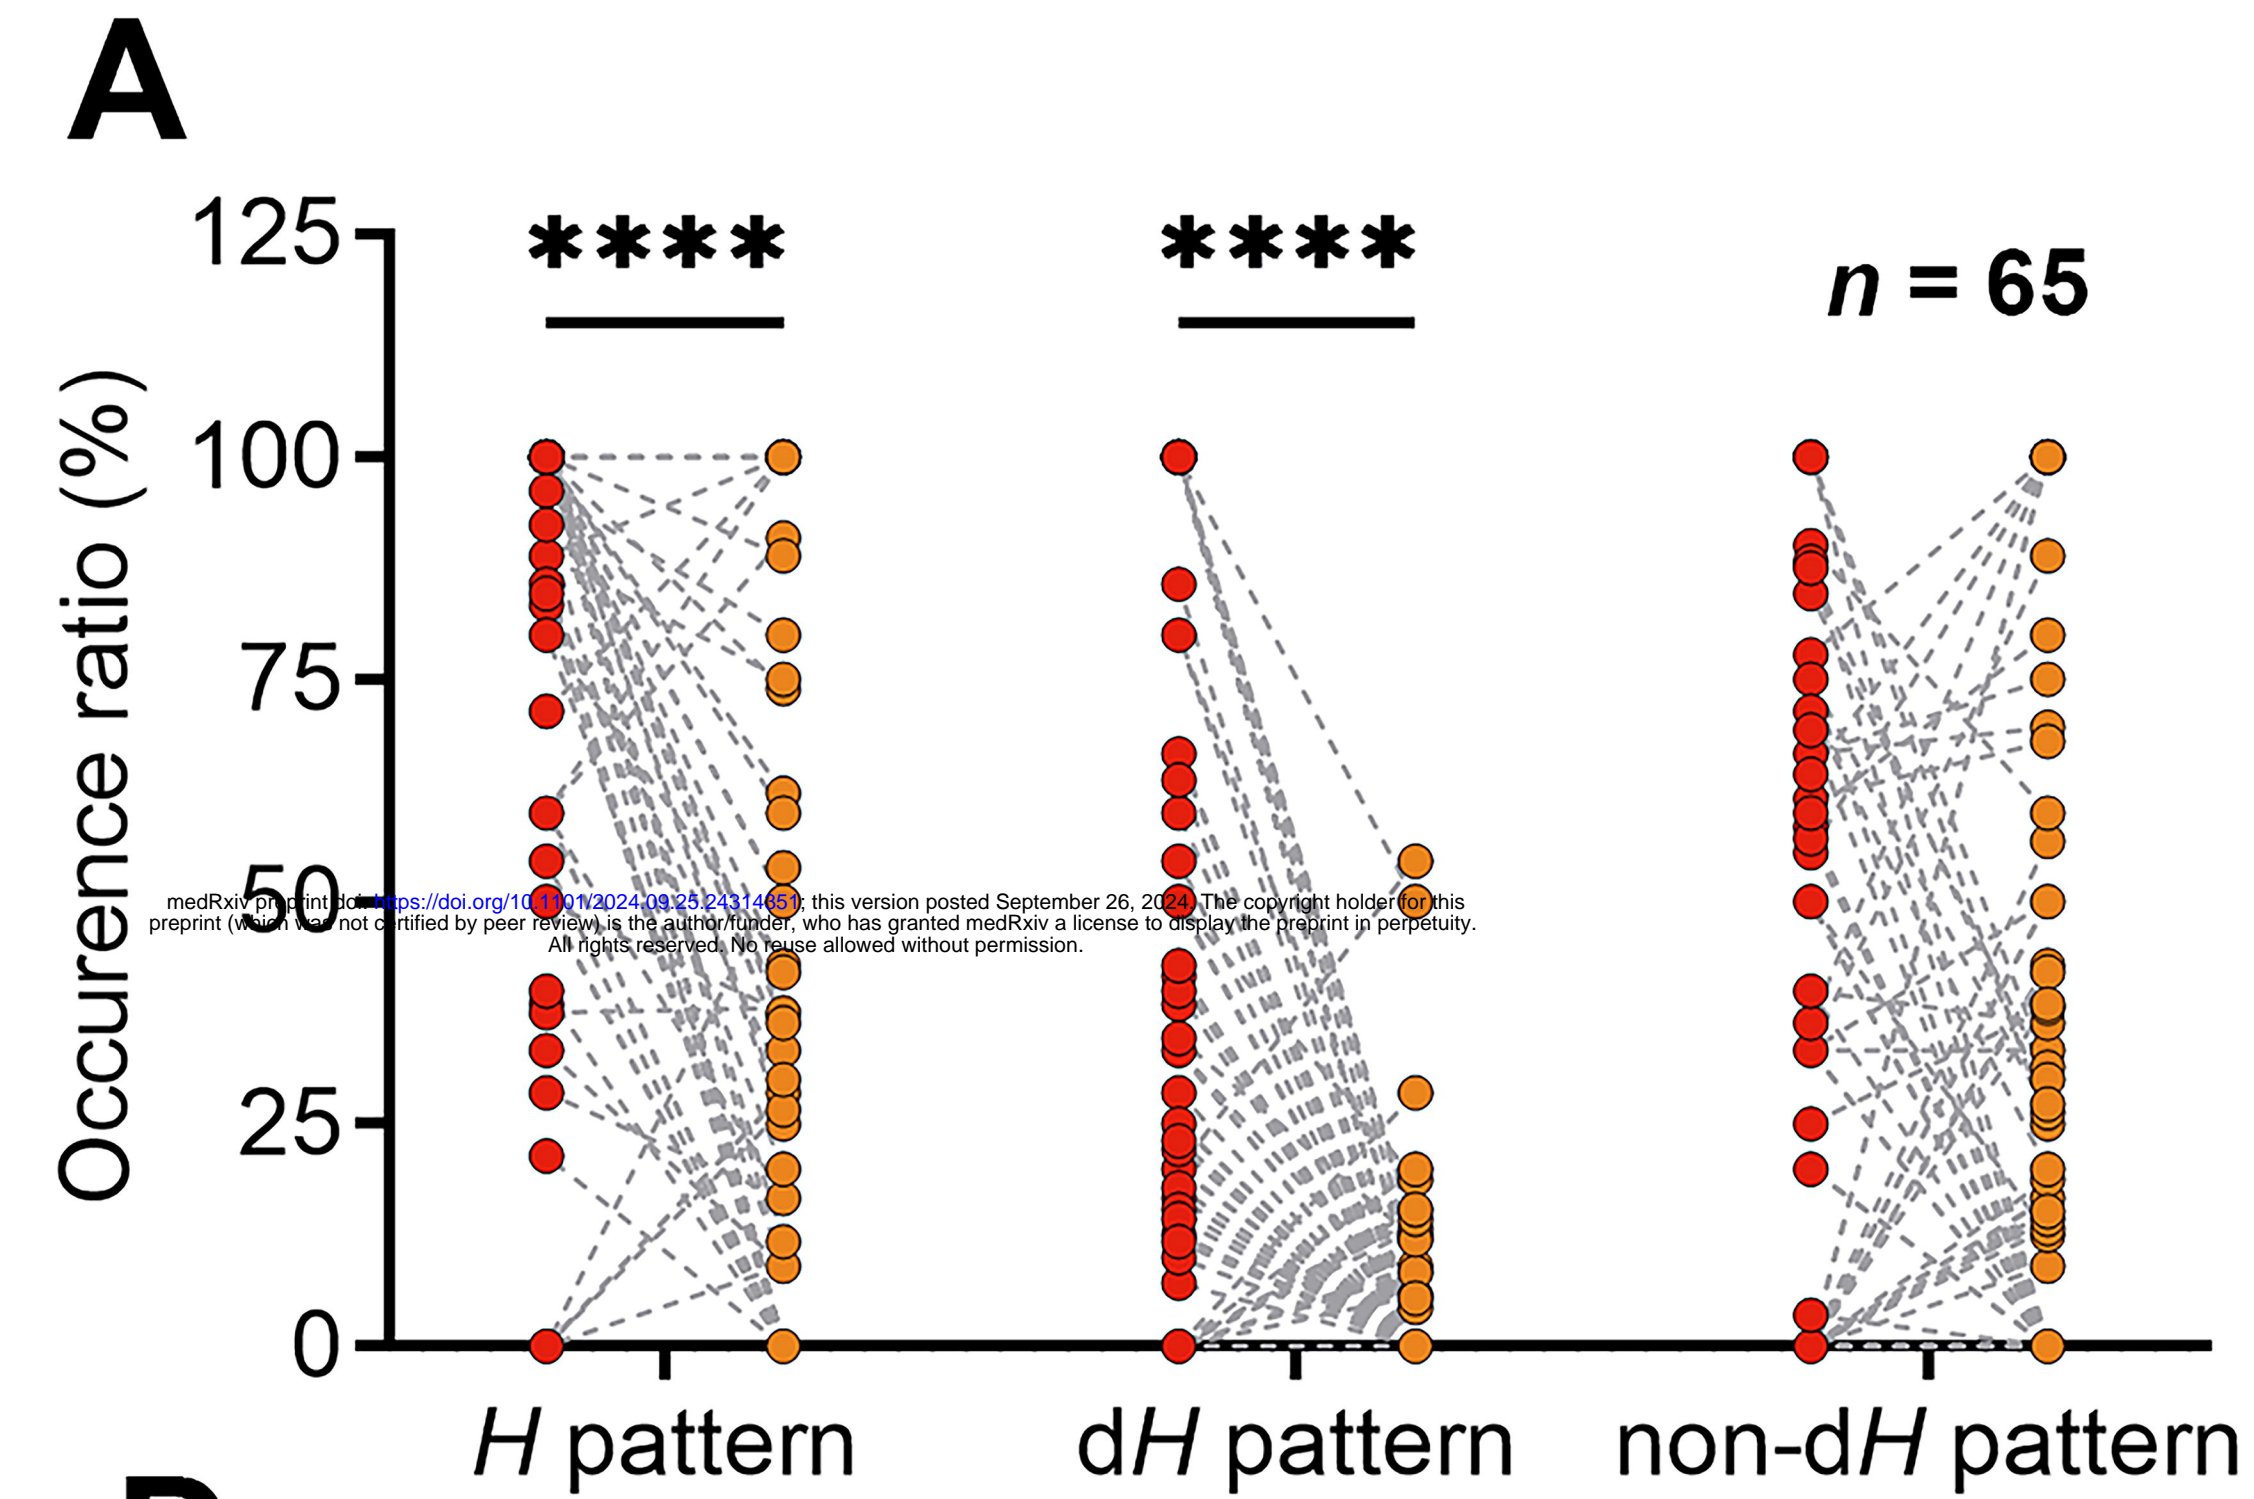 A
125
**** ****
n = 65
100
75
50
25
0
Occurence ratio (%)
medRxiv preprint doi: https://doi.org/10.1101/2024.09.25.24314351; this version posted September 26, 2024. The copyright holder for this
preprint (which was not certified by peer review) is the author/funder, who has granted medRxiv a license to display the preprint in perpetuity.
All rights reserved. No reuse allowed without permission.
H pattern dH pattern non-dH pattern